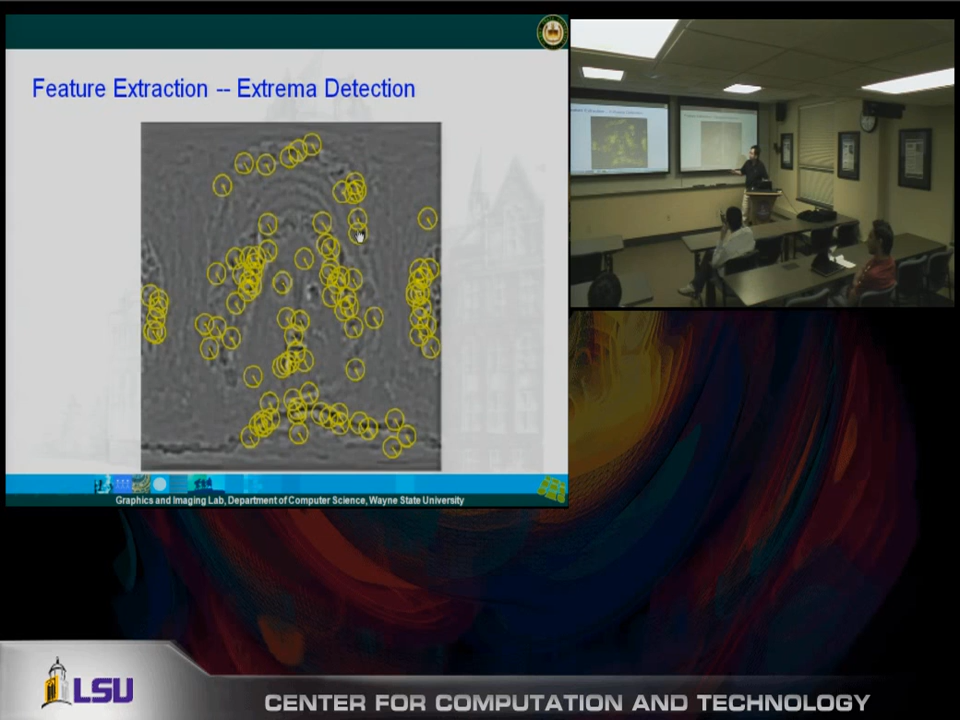 Feature Extraction -- Extrema Detection
Graphics and Imaging Lab, Department of Computer Science, Wayne State University
LSU
CENTER FOR COMPUTATION AND TECHNOLOGY